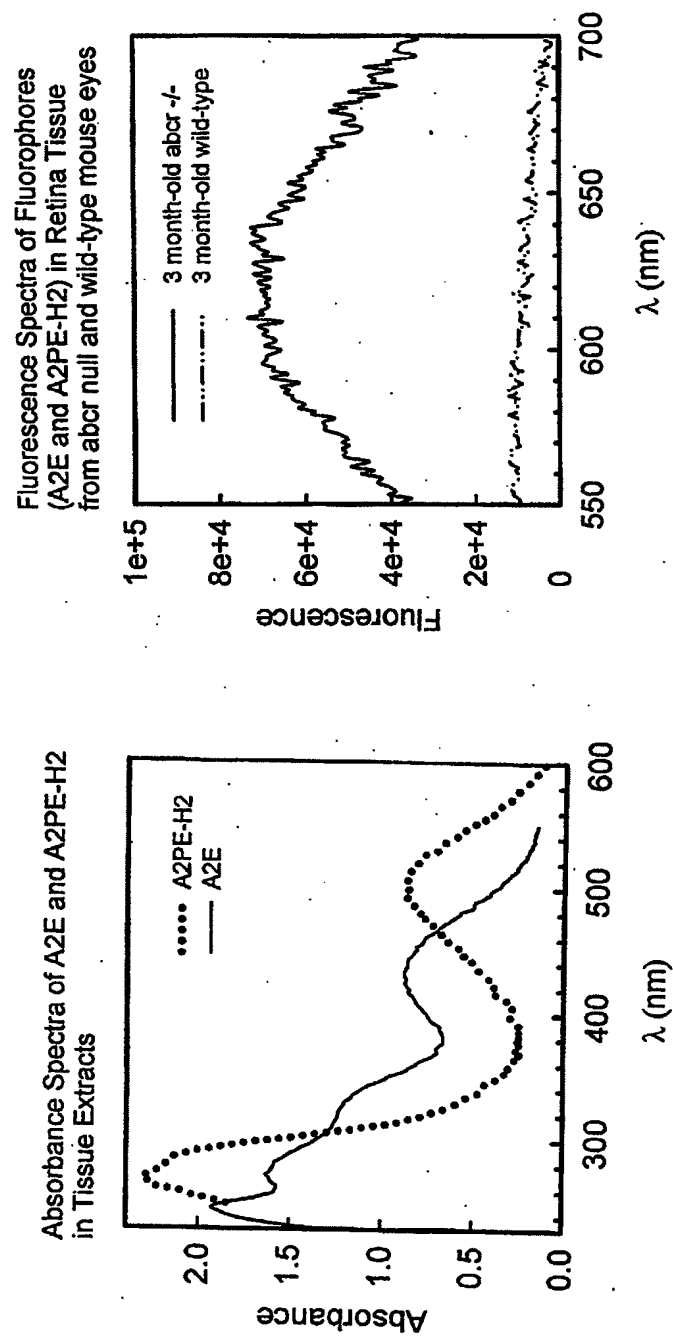 Absorbance Spectra of A2E and A2PE-H2
in Tissue Extracts
A2PE-H2
A2E
Absorbance
2.0
1.5
1.0
0.5
0.0
300
400
500
600
λ (nm)
Fluorescence Spectra of Fluorophores
(A2E and A2PE-H2) in Retina Tissue
from abcr null and wild-type mouse eyes
3 month-old abcr -/-
3 month-old wild-type
Fluorescence
1e+5
8e+4
6e+4
4e+4
2e+4
0
550
600
650
700
λ (nm)